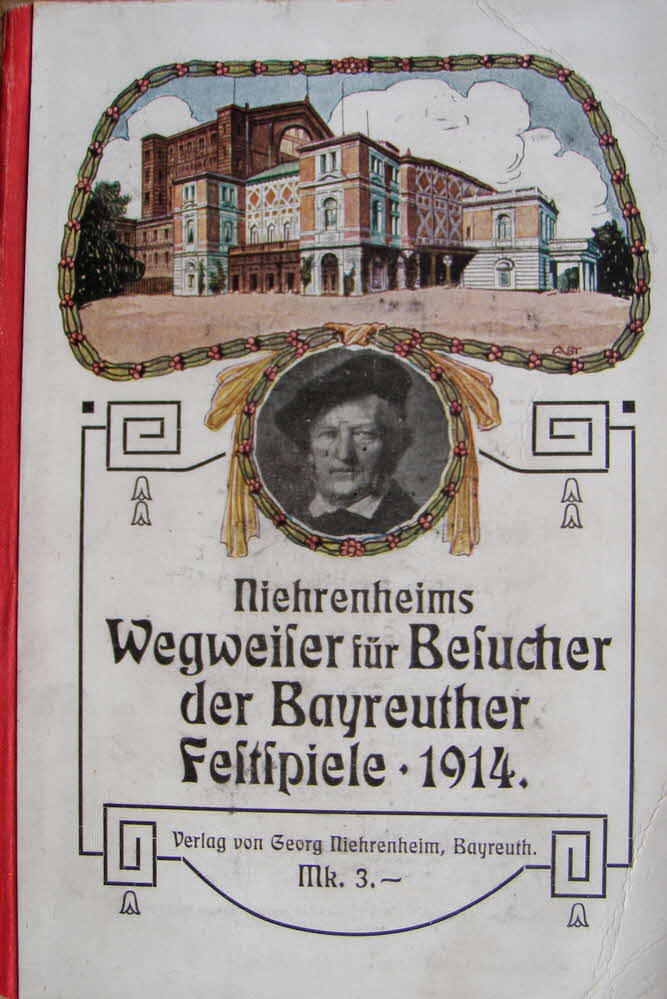 Niehrenheims
Wegweiſer für Beſucher
der Bayreuther
Feſtſpiele · 1914.
Verlag von Georg Niehrenheim, Bayreuth.
Mk. 3.—